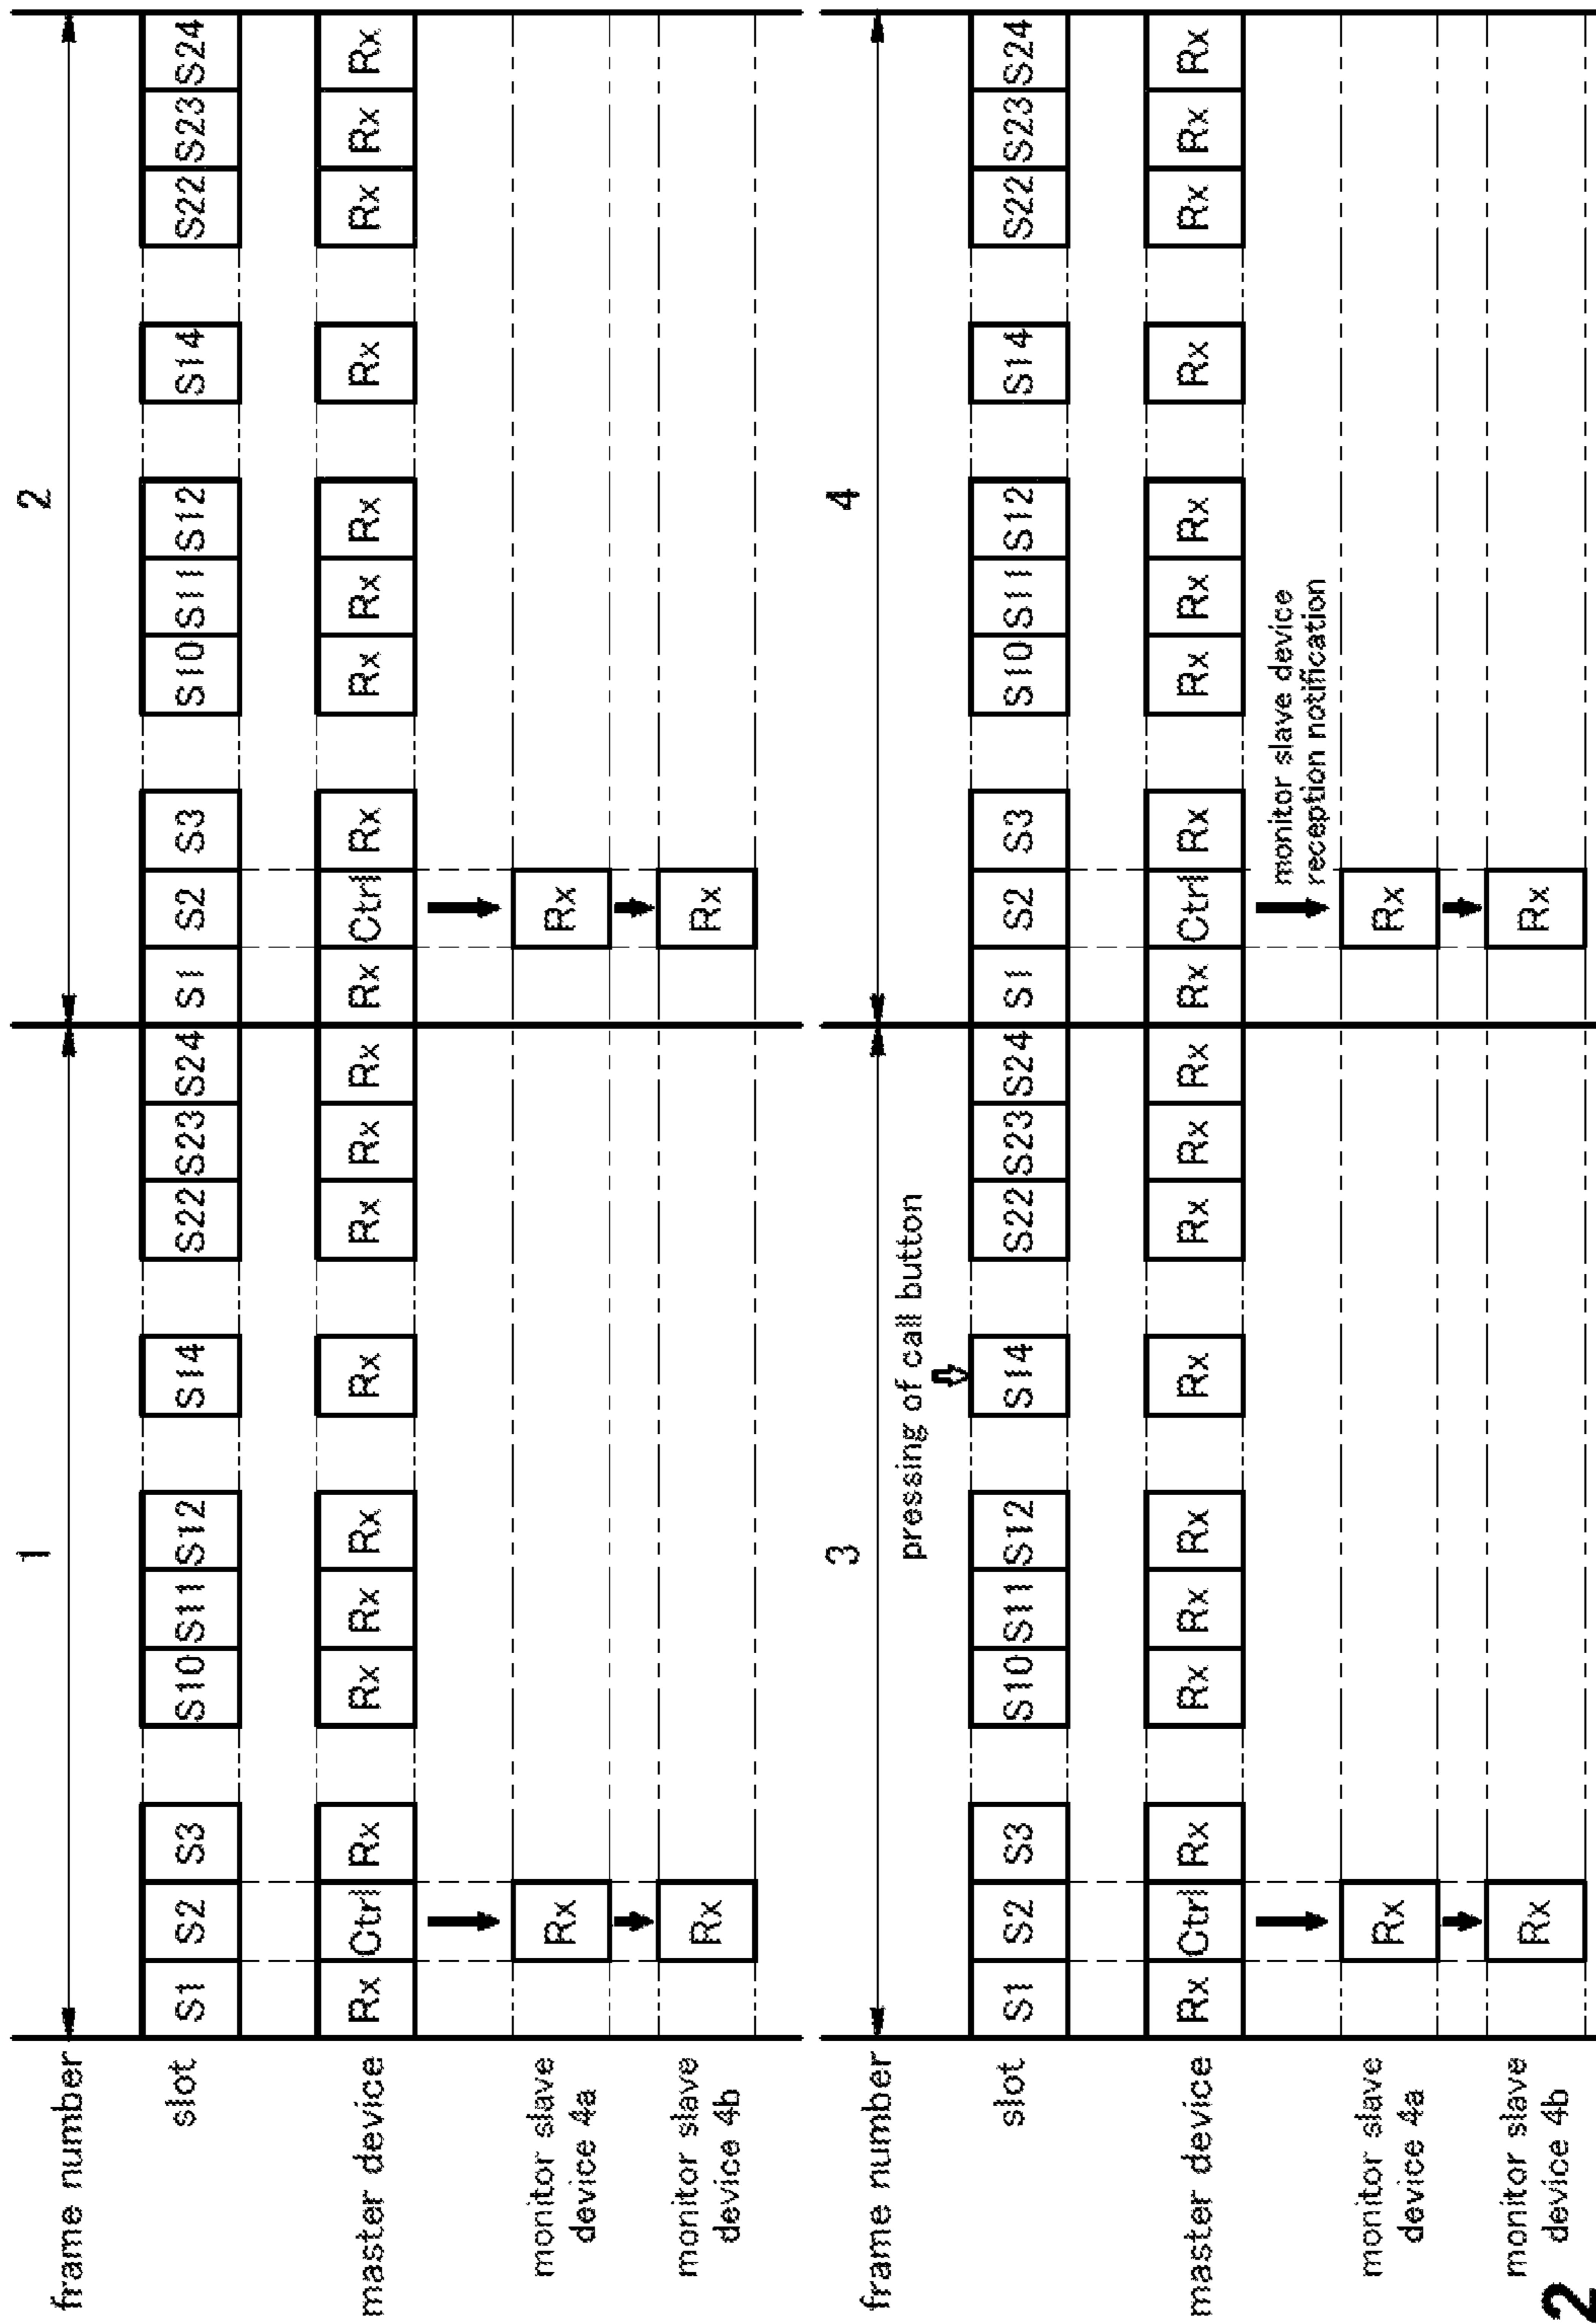 frame number 1 2
slot S1 S2 S3 S10 S11 S12 S14 S22 S23 S24 S1 S2 S3 S10 S11 S12 S14 S22 S23 S24
master device Rx Ctrl Rx Rx Rx Rx Rx Rx Rx Rx Rx Ctrl Rx Rx Rx Rx Rx Rx Rx Rx
monitor slave
device 4a
Rx Rx
monitor slave
device 4b
Rx Rx
frame number 3 4
pressing of call button
slot S1 S2 S3 S10 S11 S12 S14 S22 S23 S24 S1 S2 S3 S10 S11 S12 S14 S22 S23 S24
master device Rx Ctrl Rx Rx Rx Rx Rx Rx Rx Rx Rx Ctrl Rx Rx Rx Rx Rx Rx Rx Rx
monitor slave device
reception notification
monitor slave
device 4a
Rx Rx
monitor slave
device 4b
Rx Rx
2